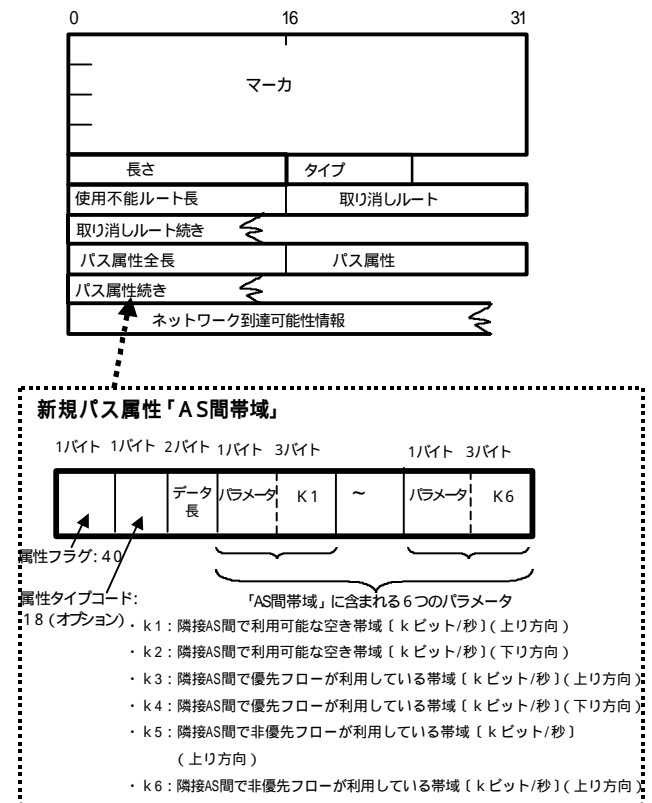 0 16 31
マーカ
長さ タイプ
使用不能ルート長 取り消しルート
取り消しルート続き
パス属性全長 パス属性
パス属性続き
ネットワーク到達可能性情報
新規パス属性「AS間帯域」
1バイト 1バイト 2バイト 1バイト 3バイト 1バイト 3バイト
データ長 パラメータ K1 ~ パラメータ K6
属性フラグ:40
属性タイプコード:
18(オプション)
「AS間帯域」に含まれる6つのパラメータ
・k1:隣接AS間で利用可能な空き帯域〔kビット/秒〕(上り方向)
・k2:隣接AS間で利用可能な空き帯域〔kビット/秒〕(下り方向)
・k3:隣接AS間で優先フローが利用している帯域〔kビット/秒〕(上り方向)
・k4:隣接AS間で優先フローが利用している帯域〔kビット/秒〕(下り方向)
・k5:隣接AS間で非優先フローが利用している帯域〔kビット/秒〕
(上り方向)
・k6:隣接AS間で非優先フローが利用している帯域〔kビット/秒〕(上り方向)